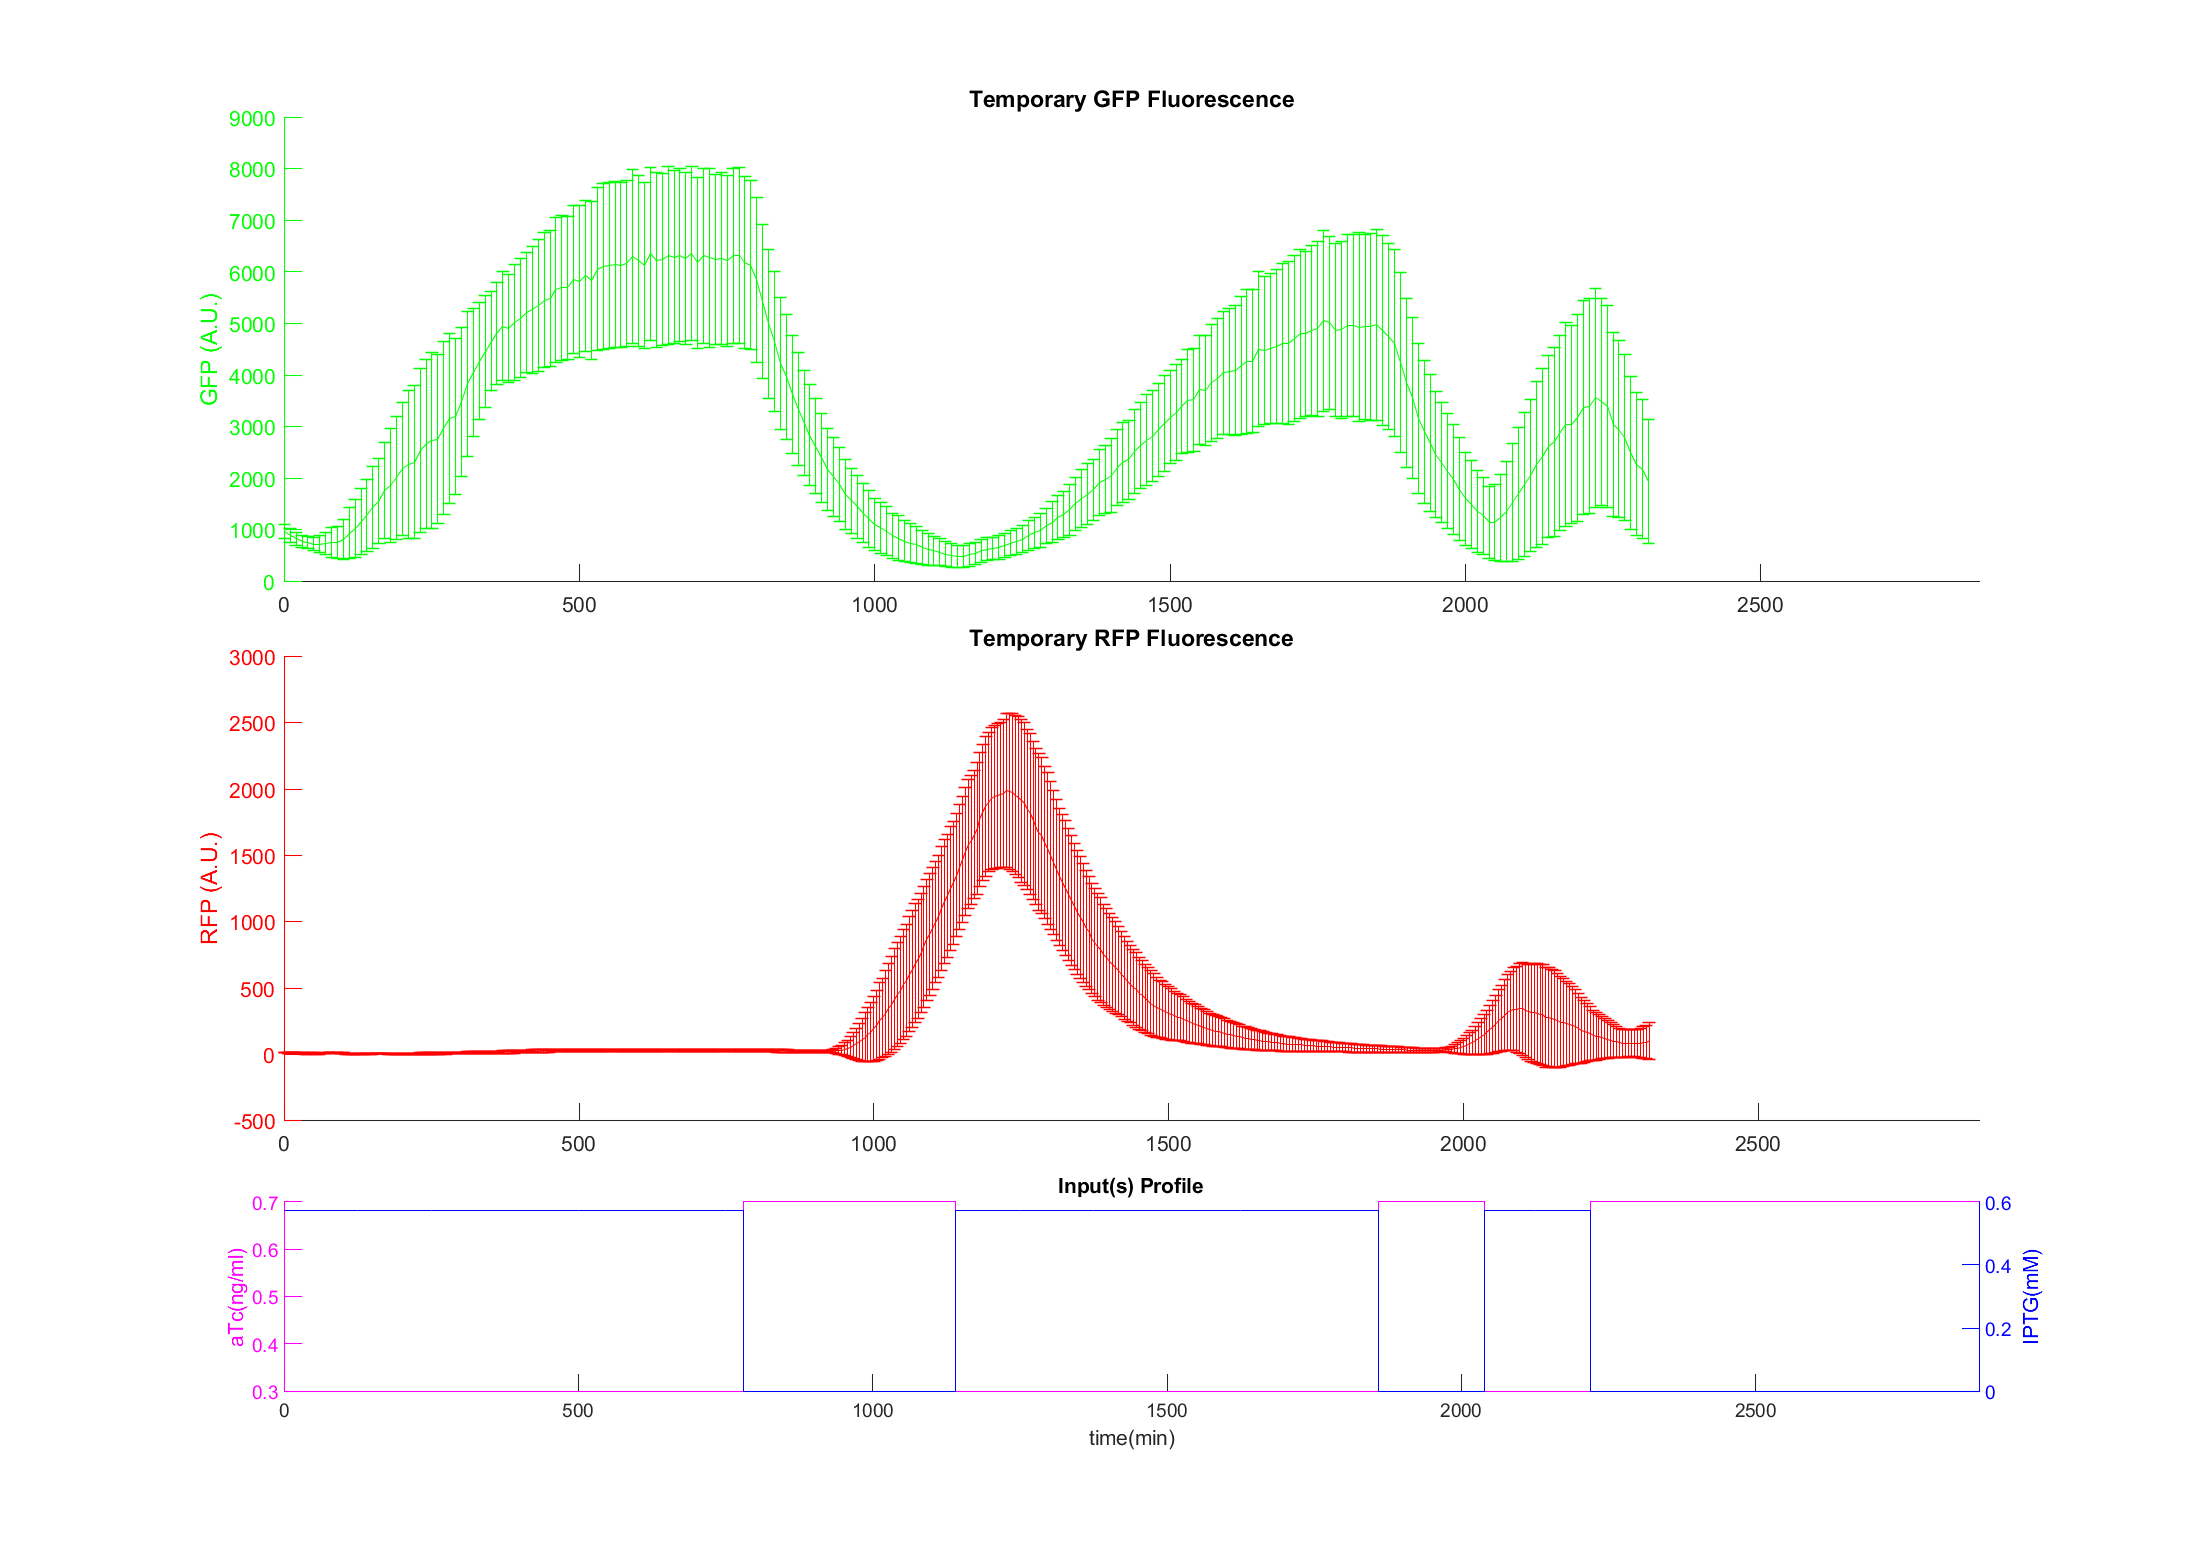 Temporary GFP Fluorescence
9000
8000
7000
6000
5000
4000
3000
2000
1000
0
GFP (A.U.)
0 500 1000 1500 2000 2500
Temporary RFP Fluorescence
3000
2500
2000
1500
1000
500
0
-500
RFP (A.U.)
0 500 1000 1500 2000 2500
Input(s) Profile
0.7
0.6
0.5
0.4
0.3
aTc(ng/ml)
0.6
0.4
0.2
0
IPTG(mM)
0 500 1000 1500 2000 2500
time(min)